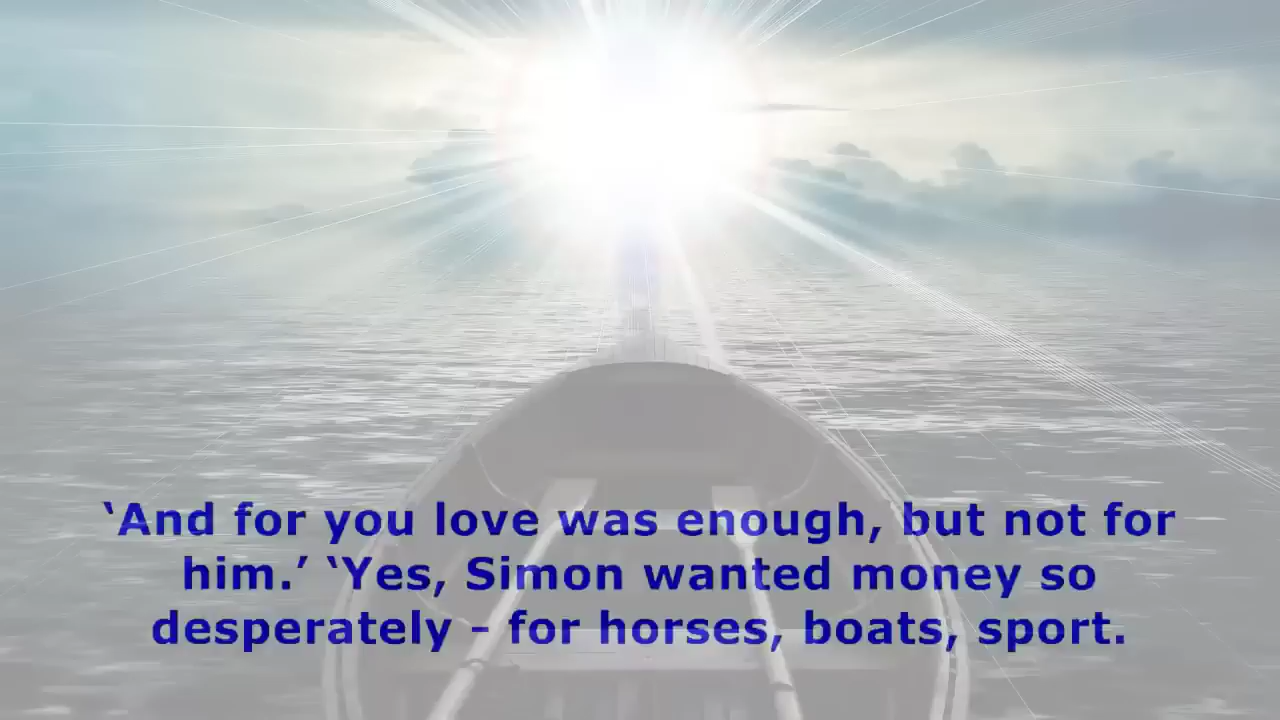 ‘And for you love was enough, but not for
him.’ ‘Yes, Simon wanted money so
desperately - for horses, boats, sport.